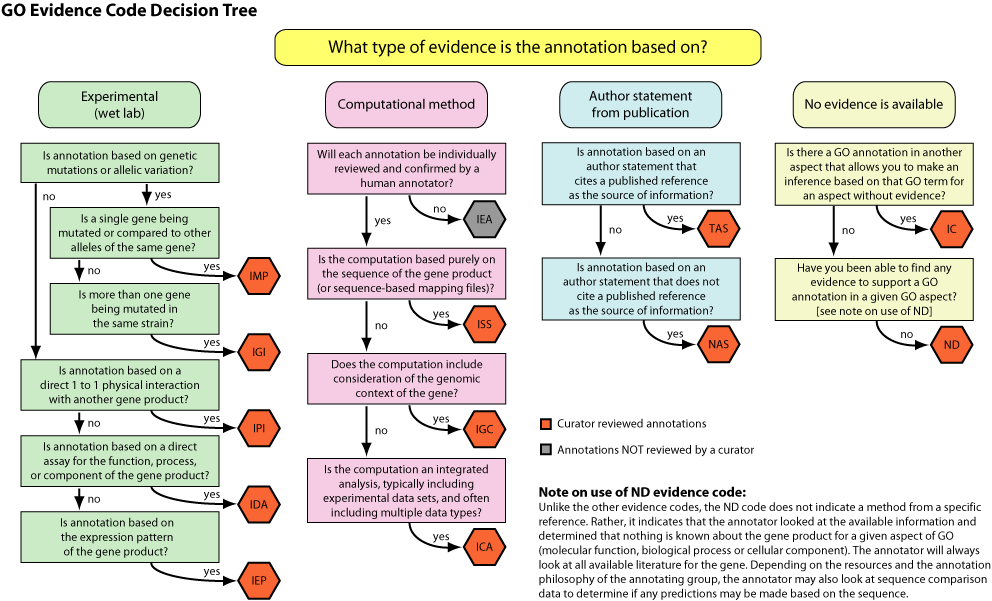 GO Evidence Code Decision Tree
What type of evidence is the annotation based on?
Experimental
(wet lab)
Is annotation based on genetic
mutations or allelic variation?
no
yes
Is a single gene being
mutated or compared to other
alleles of the same gene?
no
yes
IMP
Is more than one gene
being mutated in
the same strain?
yes
IGI
Is annotation based on a
direct 1 to 1 physical interaction
with another gene product?
no
yes
IPI
Is annotation based on a direct
assay for the function, process,
or component of the gene product?
no
yes
IDA
Is annotation based on
the expression pattern
of the gene product?
yes
IEP
Computational method
Will each annotation be individually
reviewed and confirmed by a
human annotator?
yes
no
IEA
Is the computation based purely on
the sequence of the gene product
(or sequence-based mapping files)?
no
yes
ISS
Does the computation include
consideration of the genomic
context of the gene?
no
yes
IGC
Is the computation an integrated
analysis, typically including
experimental data sets, and often
including multiple data types?
yes
ICA
Author statement
from publication
Is annotation based on an
author statement that
cites a published reference
as the source of information?
no
yes
TAS
Is annotation based on an
author statement that does not
cite a published reference
as the source of information?
yes
NAS
No evidence is available
Is there a GO annotation in another
aspect that allows you to make an
inference based on that GO term for
an aspect without evidence?
no
yes
IC
Have you been able to find any
evidence to support a GO
annotation in a given GO aspect?
[see note on use of ND]
no
ND
Curator reviewed annotations
Annotations NOT reviewed by a curator
Note on use of ND evidence code:
Unlike the other evidence codes, the ND code does not indicate a method from a specific
reference. Rather, it indicates that the annotator looked at the available information and
determined that nothing is known about the gene product for a given aspect of GO
(molecular function, biological process or cellular component). The annotator will always
look at all available literature for the gene. Depending on the resources and the annotation
philosophy of the annotating group, the annotator may also look at sequence comparison
data to determine if any predictions may be made based on the sequence.